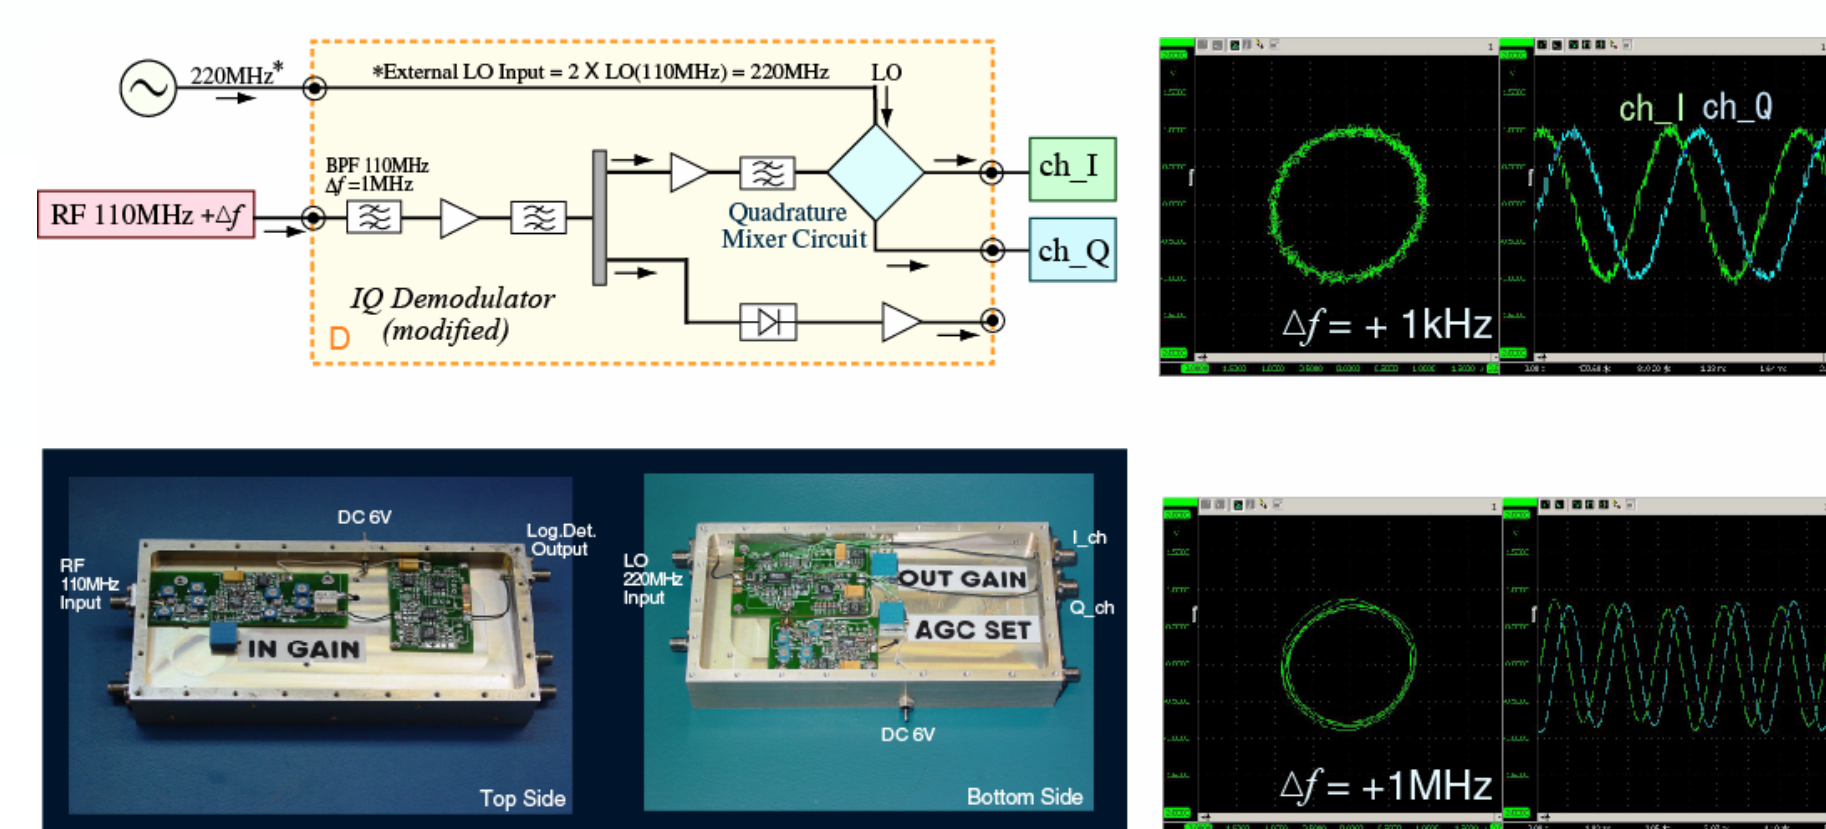 220MHz*
*External LO Input = 2 X LO(110MHz) = 220MHz
LO
BPF 110MHz
Δf=1MHz
RF 110MHz +Δf
ch_I
Quadrature
Mixer Circuit
ch_Q
IQ Demodulator
(modified)
D
ch_I ch_Q
Δf = + 1kHz
DC 6V
Log.Det.
Output
RF
110MHz
Input
IN GAIN
Top Side
LO
220MHz
Input
I_ch
OUT GAIN
Q_ch
AGC SET
DC 6V
Bottom Side
Δf = +1MHz